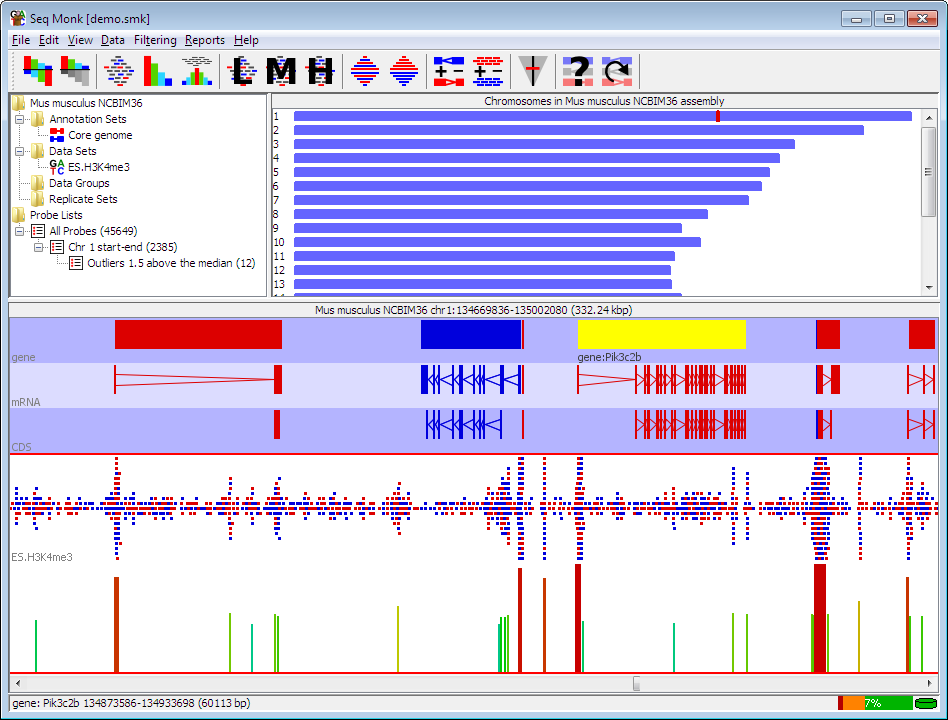 Seq Monk [demo.smk]
File Edit View Data Filtering Reports Help
L M H ?
Mus musculus NCBIM36
Annotation Sets
Core genome
Data Sets
GATC ES.H3K4me3
Data Groups
Replicate Sets
Probe Lists
All Probes (45649)
Chr 1 start-end (2385)
Outliers 1.5 above the median (12)
Chromosomes in Mus musculus NCBIM36 assembly
1
2
3
4
5
6
7
8
9
10
11
12
13
14
Mus musculus NCBIM36 chr1:134669836-135002080 (332.24 kbp)
gene
gene:Pik3c2b
mRNA
CDS
ES.H3K4me3
gene: Pik3c2b 134873586-134933698 (60113 bp)
7%